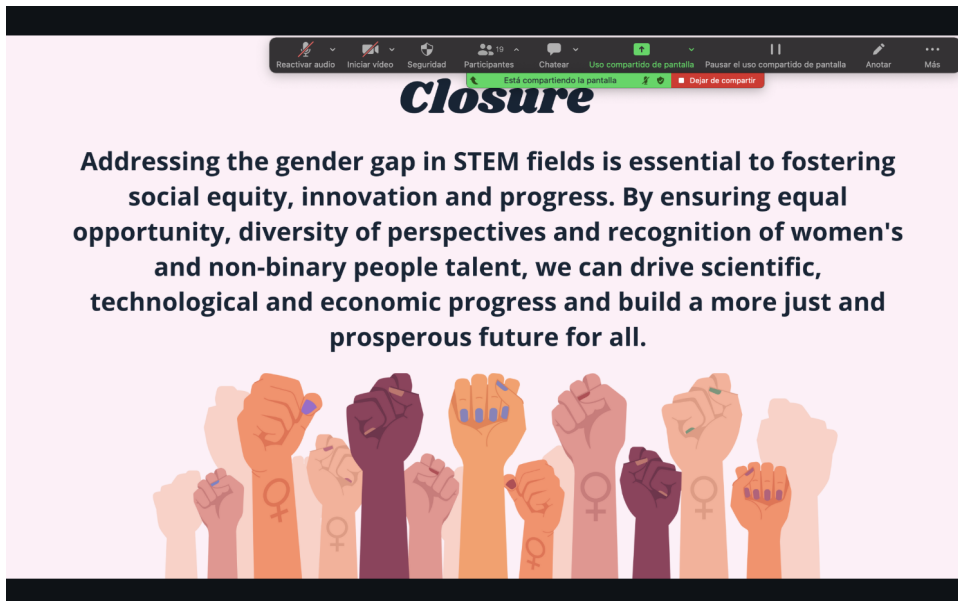 Reactivar audio Iniciar vídeo Seguridad Participantes 19 Chatear Uso compartido de pantalla Pausar el uso compartido de pantalla Anotar Más
Está compartiendo la pantalla Dejar de compartir
Closure
Addressing the gender gap in STEM fields is essential to fostering
social equity, innovation and progress. By ensuring equal
opportunity, diversity of perspectives and recognition of women's
and non-binary people talent, we can drive scientific,
technological and economic progress and build a more just and
prosperous future for all.